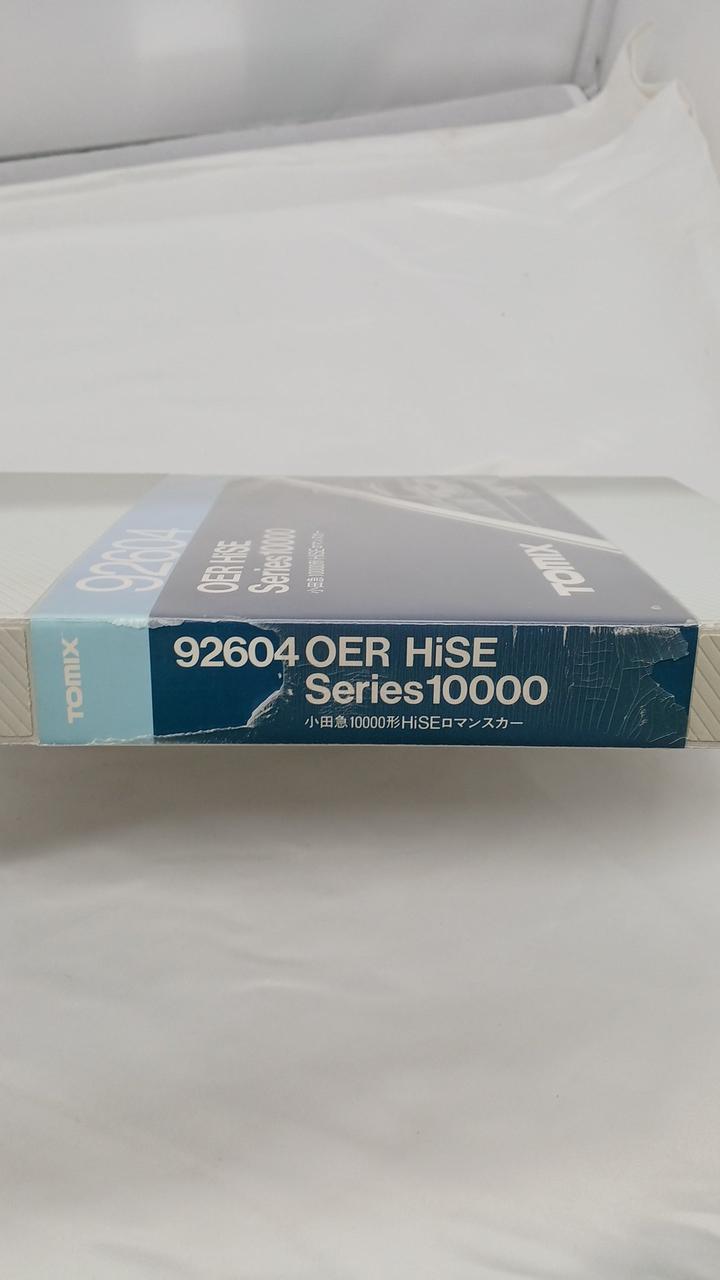 92604
OER HiSE
Series10000
小田急10000形HiSEロマンスカー
TOMIX
TOMIX
92604 OER HiSE
Series10000
小田急10000形HiSEロマンスカー